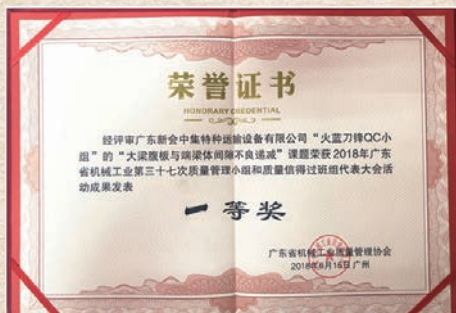 荣誉证书
HONORARY CREDENTIAL
经评审广东新会中集特种运输设备有限公司“火蓝刀锋QC小
组”的“大梁腹板与端梁体间隙不良递减”课题荣获2018年广东
省机械工业第三十七次质量管理小组和质量信得过班组代表大会活
动成果发表
一等奖
广东省机械工业质量管理协会
2018年6月15日 广州